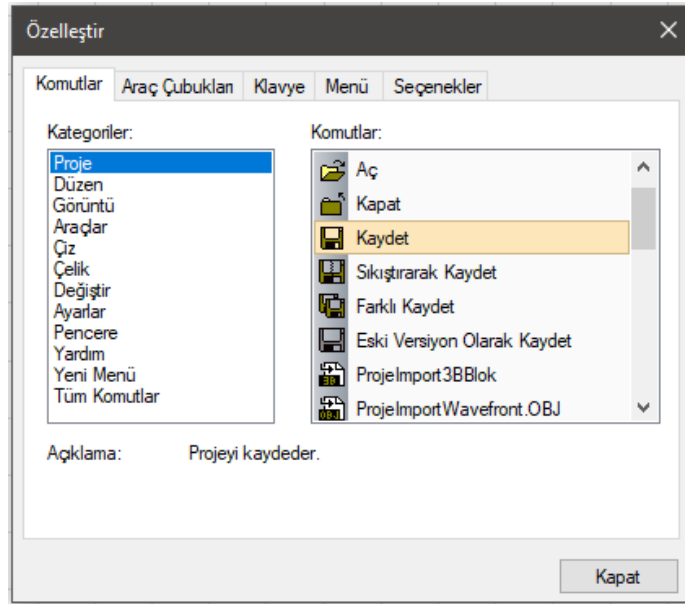 Özelleştir
Komutlar Araç Çubukları Klavye Menü Seçenekler
Kategoriler:
Proje
Düzen
Görüntü
Araçlar
Çiz
Çelik
Değiştir
Ayarlar
Pencere
Yardım
Yeni Menü
Tüm Komutlar
Komutlar:
Aç
Kapat
Kaydet
Sıkıştırarak Kaydet
Farklı Kaydet
Eski Versiyon Olarak Kaydet
ProjeImport3BBlok
ProjeImportWavefront.OBJ
Açıklama: Projeyi kaydeder.
Kapat